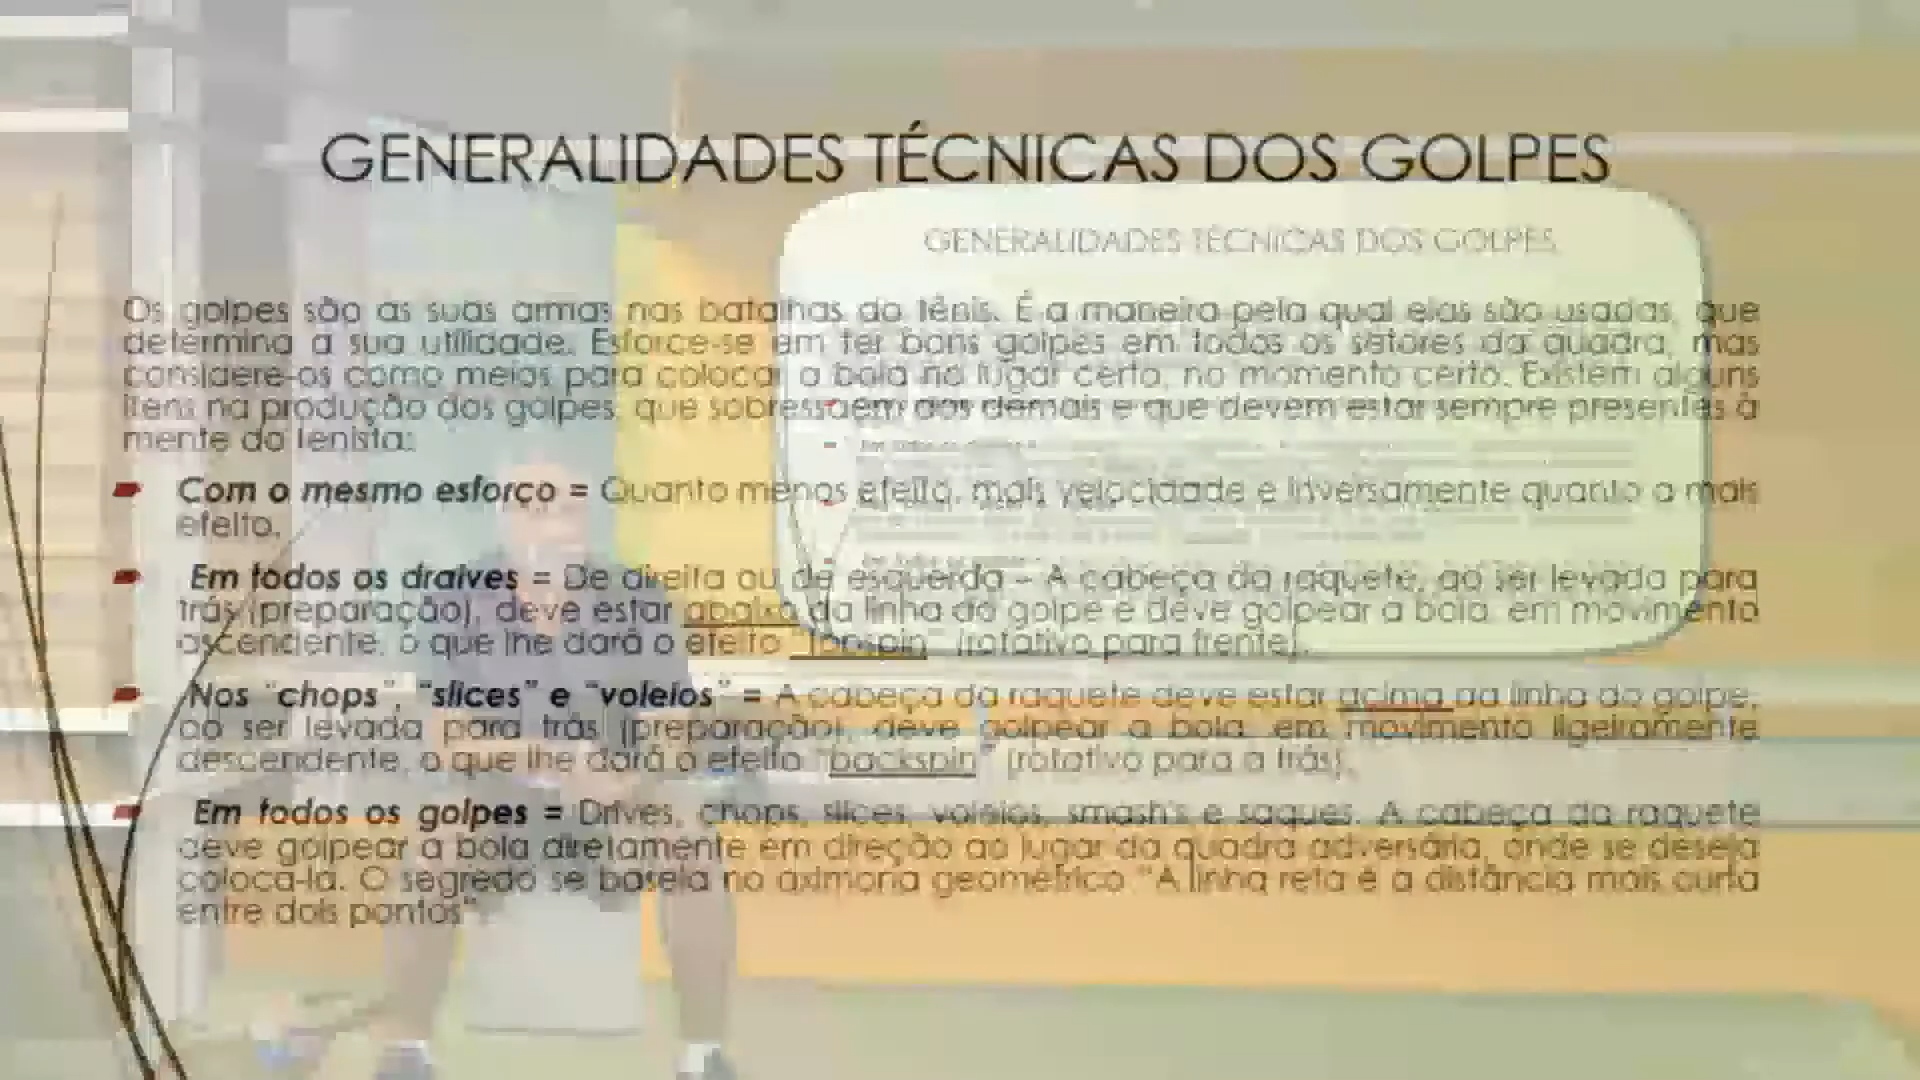 GENERALIDADES TÉCNICAS DOS GOLPES
GENERALIDADES TÉCNICAS DOS GOLPES
Os golpes são as suas armas nas batalhas do tênis. É a maneira pela qual elas são usadas, que
determina a sua utilidade. Esforce-se em ter bons golpes em todos os setores da quadra, mas
considere-os como meios para colocar a bola no lugar certo, no momento certo. Existem alguns
itens na produção dos golpes, que sobressaem dos demais e que devem estar sempre presentes à
mente do tenista:
Com o mesmo esforço = Quanto menos efeito, mais velocidade e inversamente quanto a mais
efeito.
Em todos os draives = De direita ou de esquerda – A cabeça da raquete, ao ser levada para
trás (preparação), deve estar abaixo da linha do golpe e deve golpear a bola, em movimento
ascendente, o que lhe dará o efeito "topspin" (rotativo para frente).
Nos "chops", "slices" e "voleios" = A cabeça da raquete deve estar acima da linha do golpe,
ao ser levada para trás (preparação), deve golpear a bola, em movimento ligeiramente
descendente, o que lhe dará o efeito "backspin" (rotativo para a trás).
Em todos os golpes = Drives, chops, slices, voleios, smash's e saques. A cabeça da raquete
deve golpear a bola diretamente em direção ao lugar da quadra adversária, onde se deseja
coloca-la. O segredo se baseia no aximona geométrico "A linha reta é a distância mais curta
entre dois pontos".